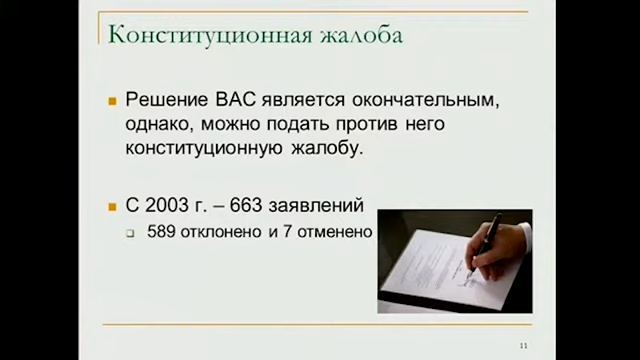 Конституционная жалоба
Решение ВАС является окончательным,
однако, можно подать против него
конституционную жалобу.
С 2003 г. – 663 заявлений
589 отклонено и 7 отменено
11